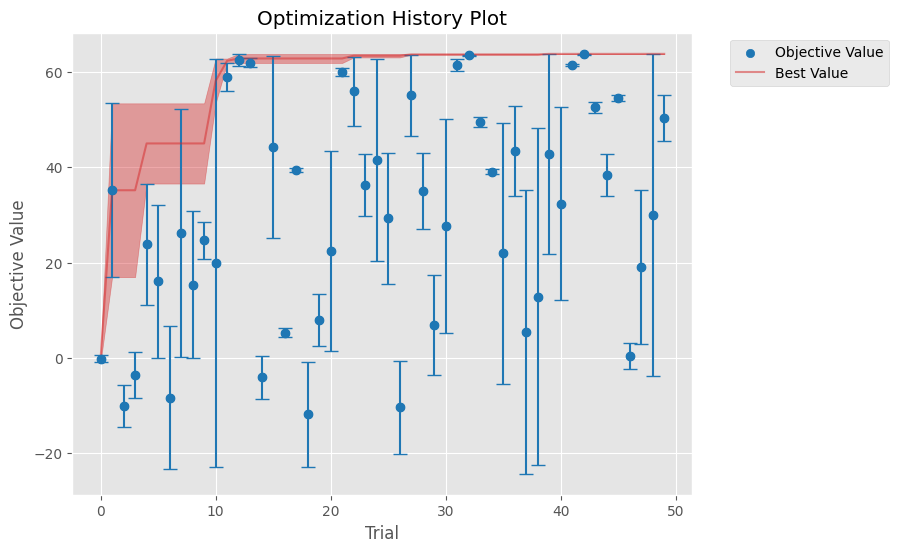 Optimization History Plot
Objective Value
Best Value
Objective Value
60
40
20
0
−20
0 10 20 30 40 50
Trial